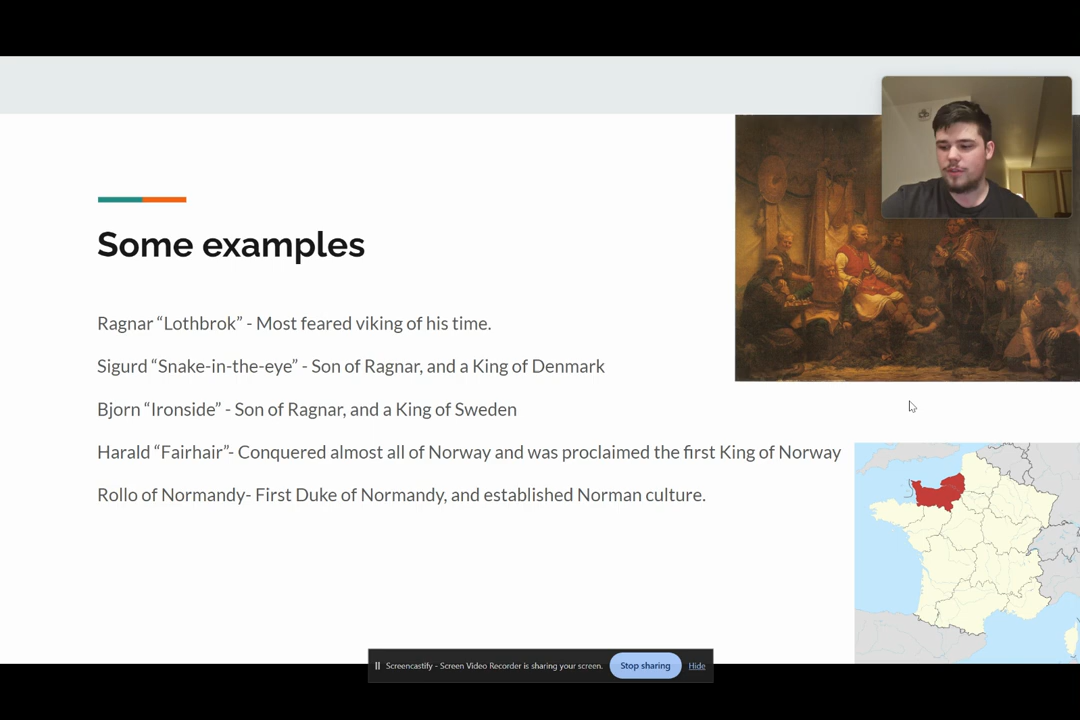 Some examples
Ragnar “Lothbrok” - Most feared viking of his time.
Sigurd “Snake-in-the-eye” - Son of Ragnar, and a King of Denmark
Bjorn “Ironside” - Son of Ragnar, and a King of Sweden
Harald “Fairhair”- Conquered almost all of Norway and was proclaimed the first King of Norway
Rollo of Normandy- First Duke of Normandy, and established Norman culture.
Screencastify - Screen Video Recorder is sharing your screen. Stop sharing Hide